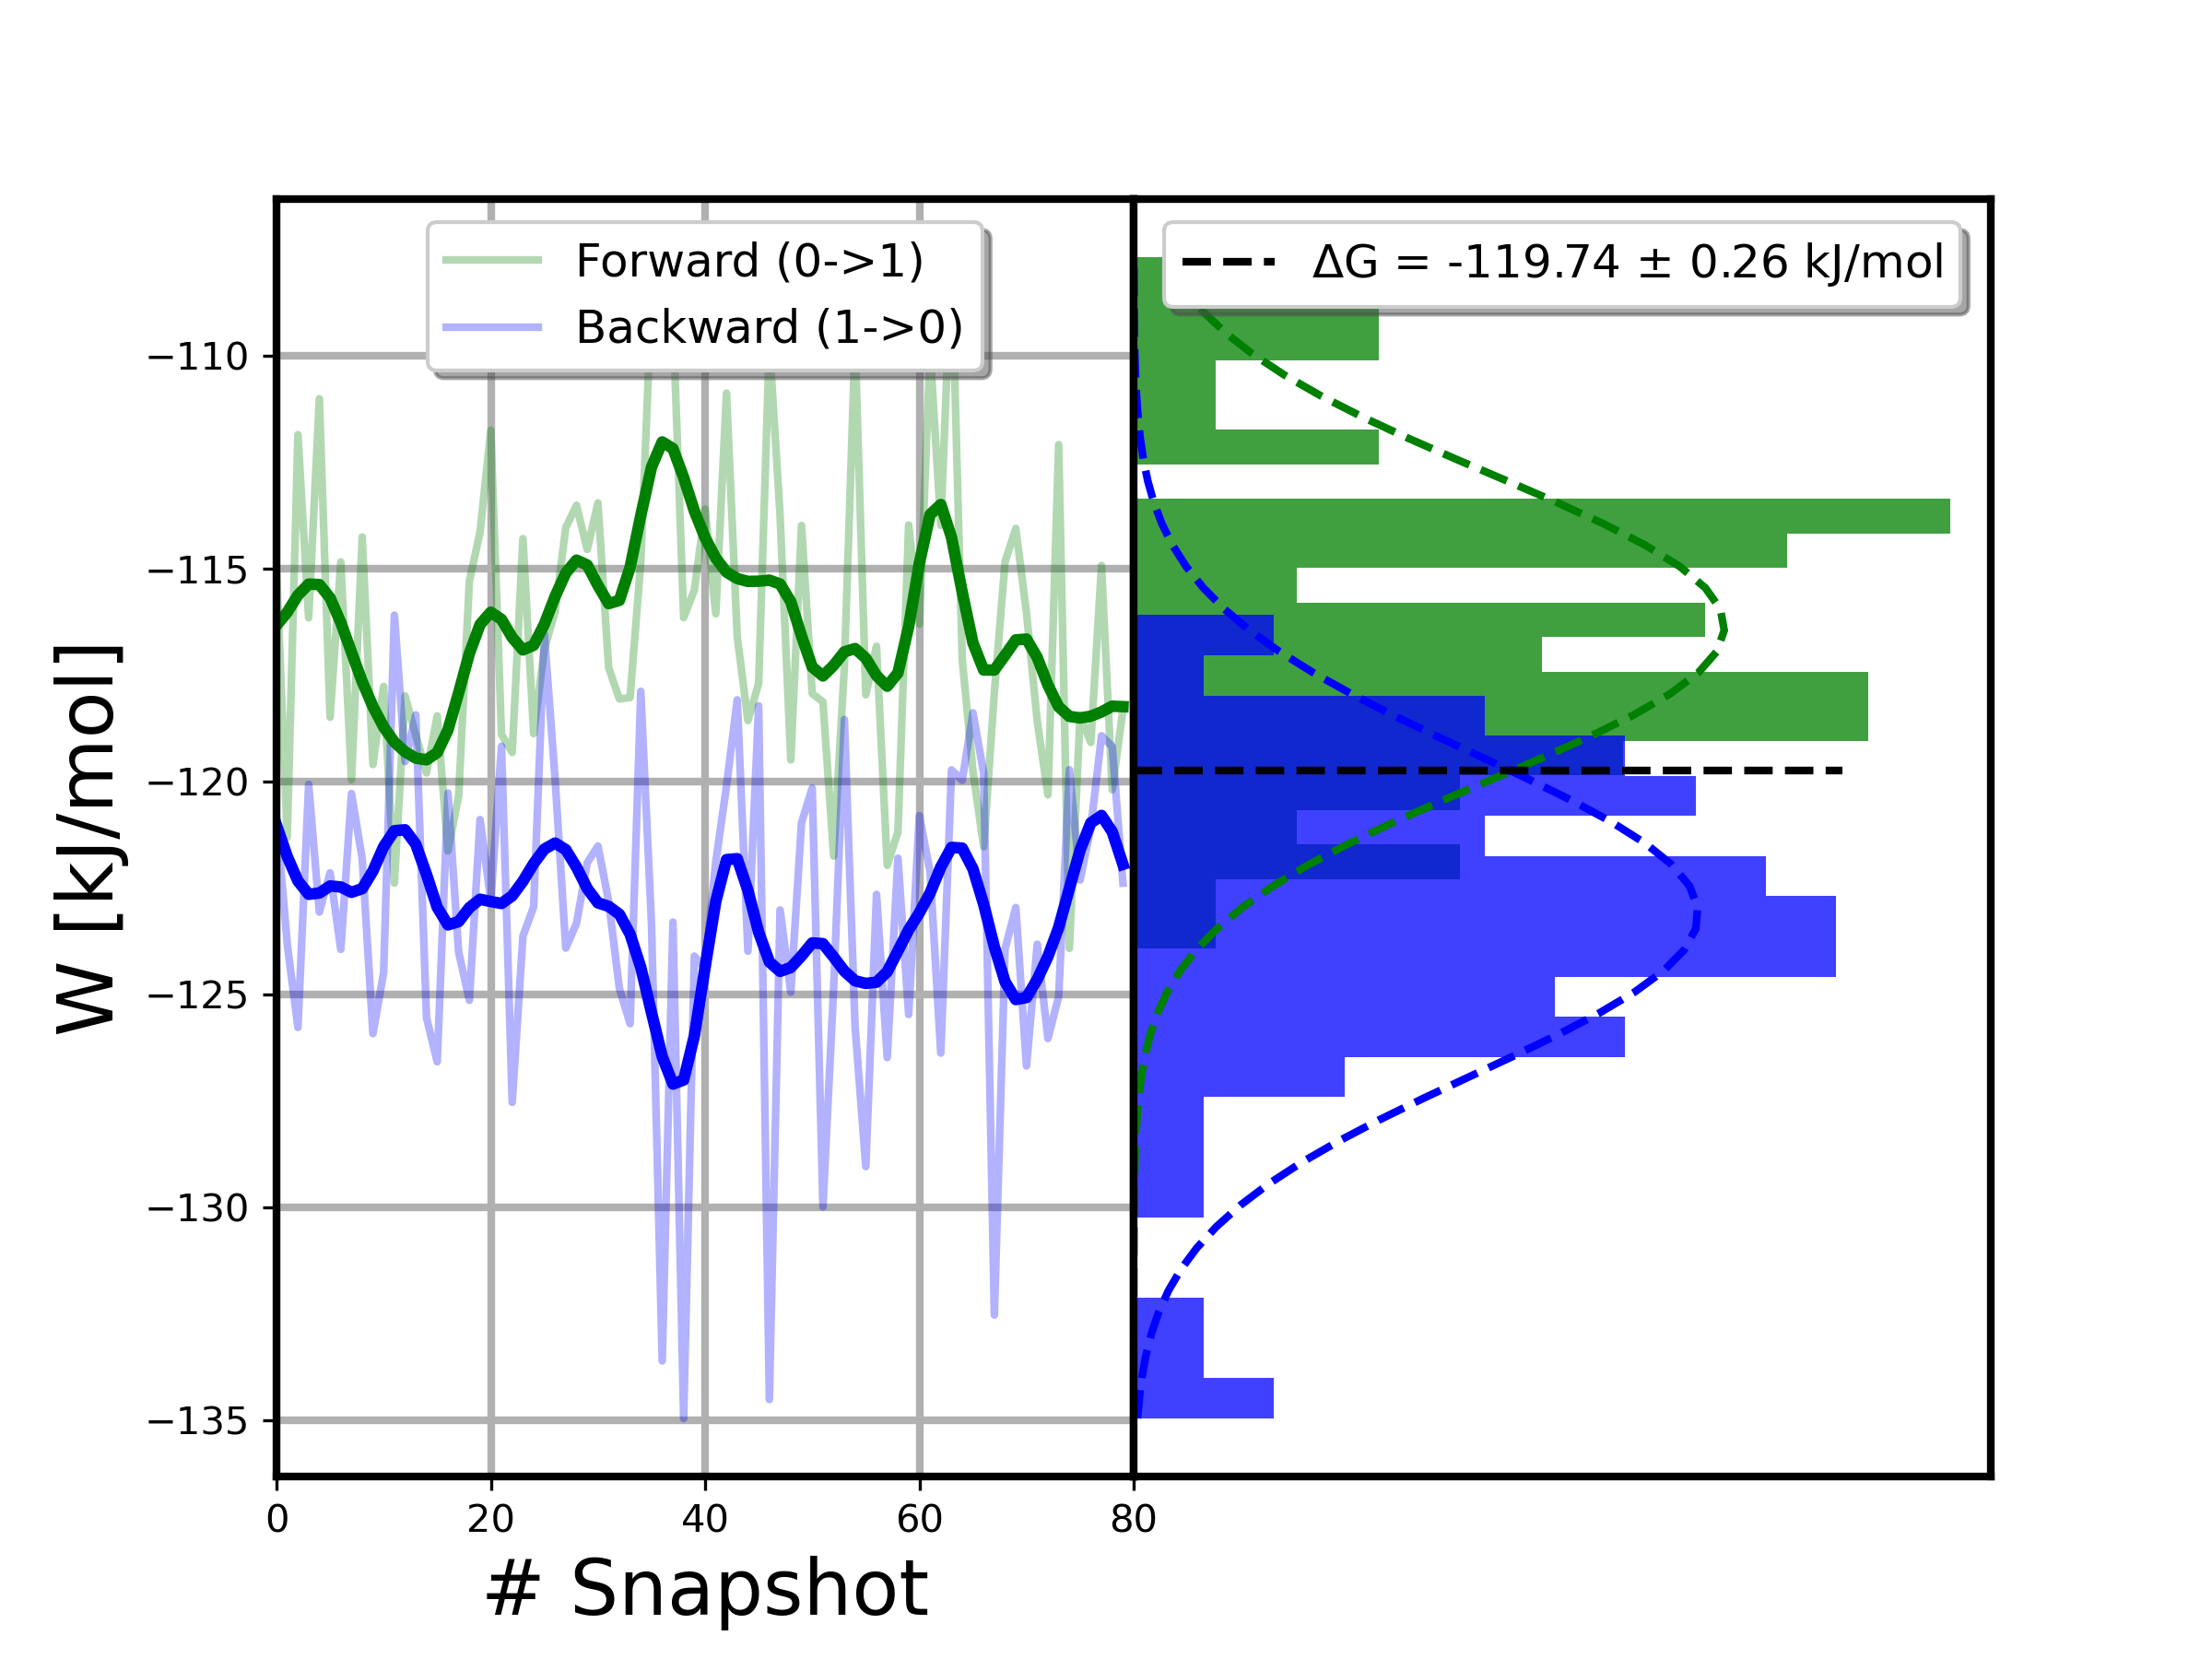 Forward (0->1)
Backward (1->0)
ΔG = -119.74 ± 0.26 kJ/mol
W [kJ/mol]
−110
−115
−120
−125
−130
−135
0 20 40 60 80
# Snapshot